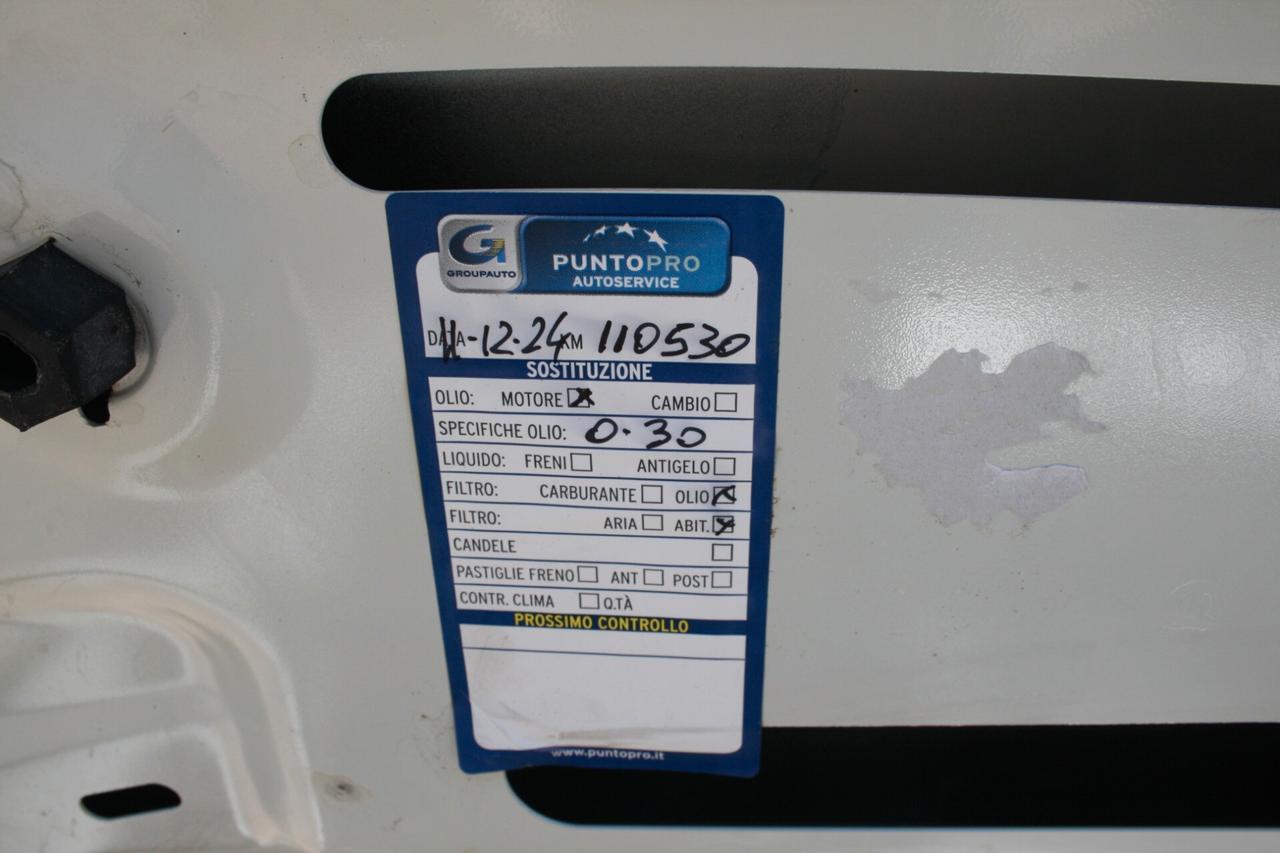 GROUPAUTO
PUNTOPRO
AUTOSERVICE
DATA -12.24 KM 110530
SOSTITUZIONE
OLIO: MOTORE CAMBIO
SPECIFICHE OLIO: 0.30
LIQUIDO: FRENI ANTIGELO
FILTRO: CARBURANTE OLIO
FILTRO: ARIA ABIT.
CANDELE
PASTIGLIE FRENO ANT POST
CONTR. CLIMA Q.TÀ
PROSSIMO CONTROLLO
www.puntopro.it